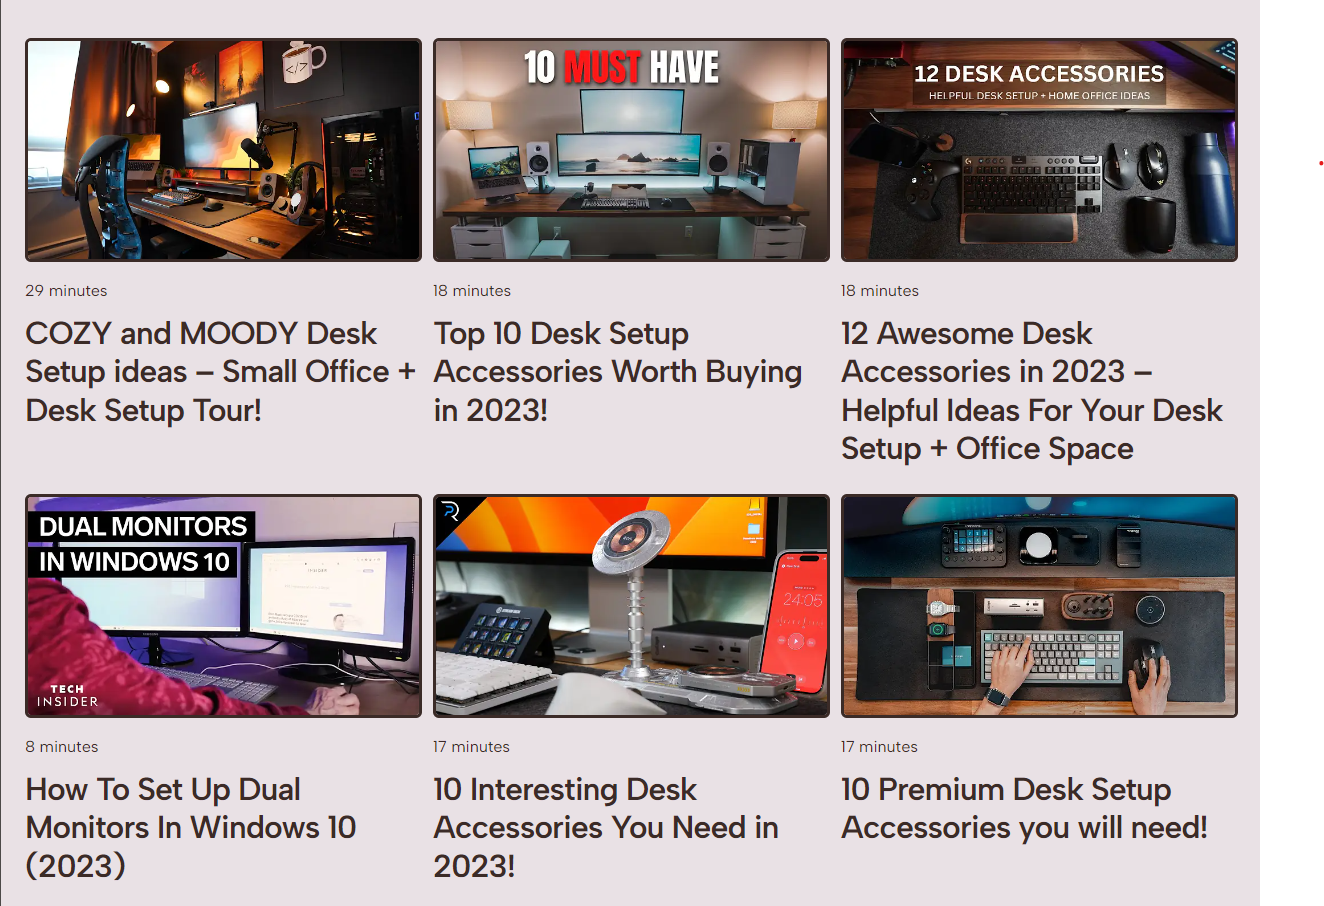 </>
10 MUST HAVE
12 DESK ACCESSORIES
HELPFUL DESK SETUP + HOME OFFICE IDEAS
29 minutes
18 minutes
18 minutes
COZY and MOODY Desk
Setup ideas – Small Office +
Desk Setup Tour!
Top 10 Desk Setup
Accessories Worth Buying
in 2023!
12 Awesome Desk
Accessories in 2023 –
Helpful Ideas For Your Desk
Setup + Office Space
DUAL MONITORS
IN WINDOWS 10
INSIDER
TECH
INSIDER
24:05
8 minutes
17 minutes
17 minutes
How To Set Up Dual
Monitors In Windows 10
(2023)
10 Interesting Desk
Accessories You Need in
2023!
10 Premium Desk Setup
Accessories you will need!